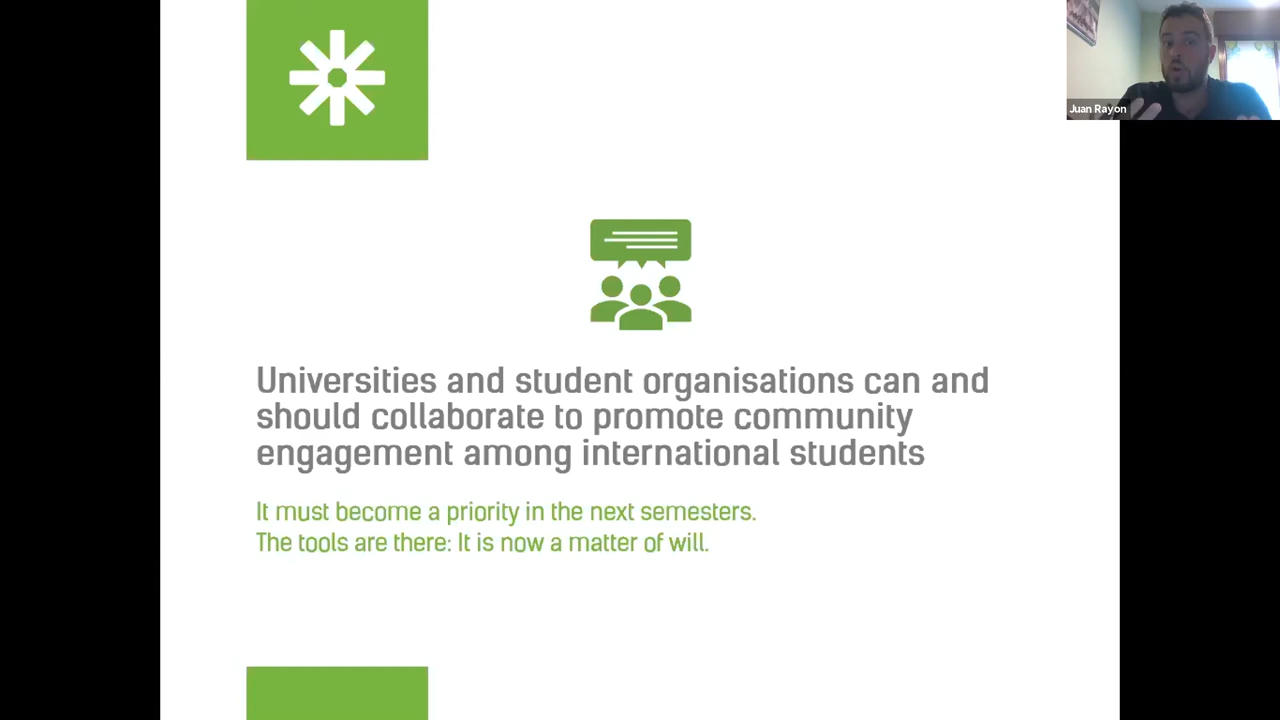 Juan Rayon
Universities and student organisations can and
should collaborate to promote community
engagement among international students
It must become a priority in the next semesters.
The tools are there: It is now a matter of will.